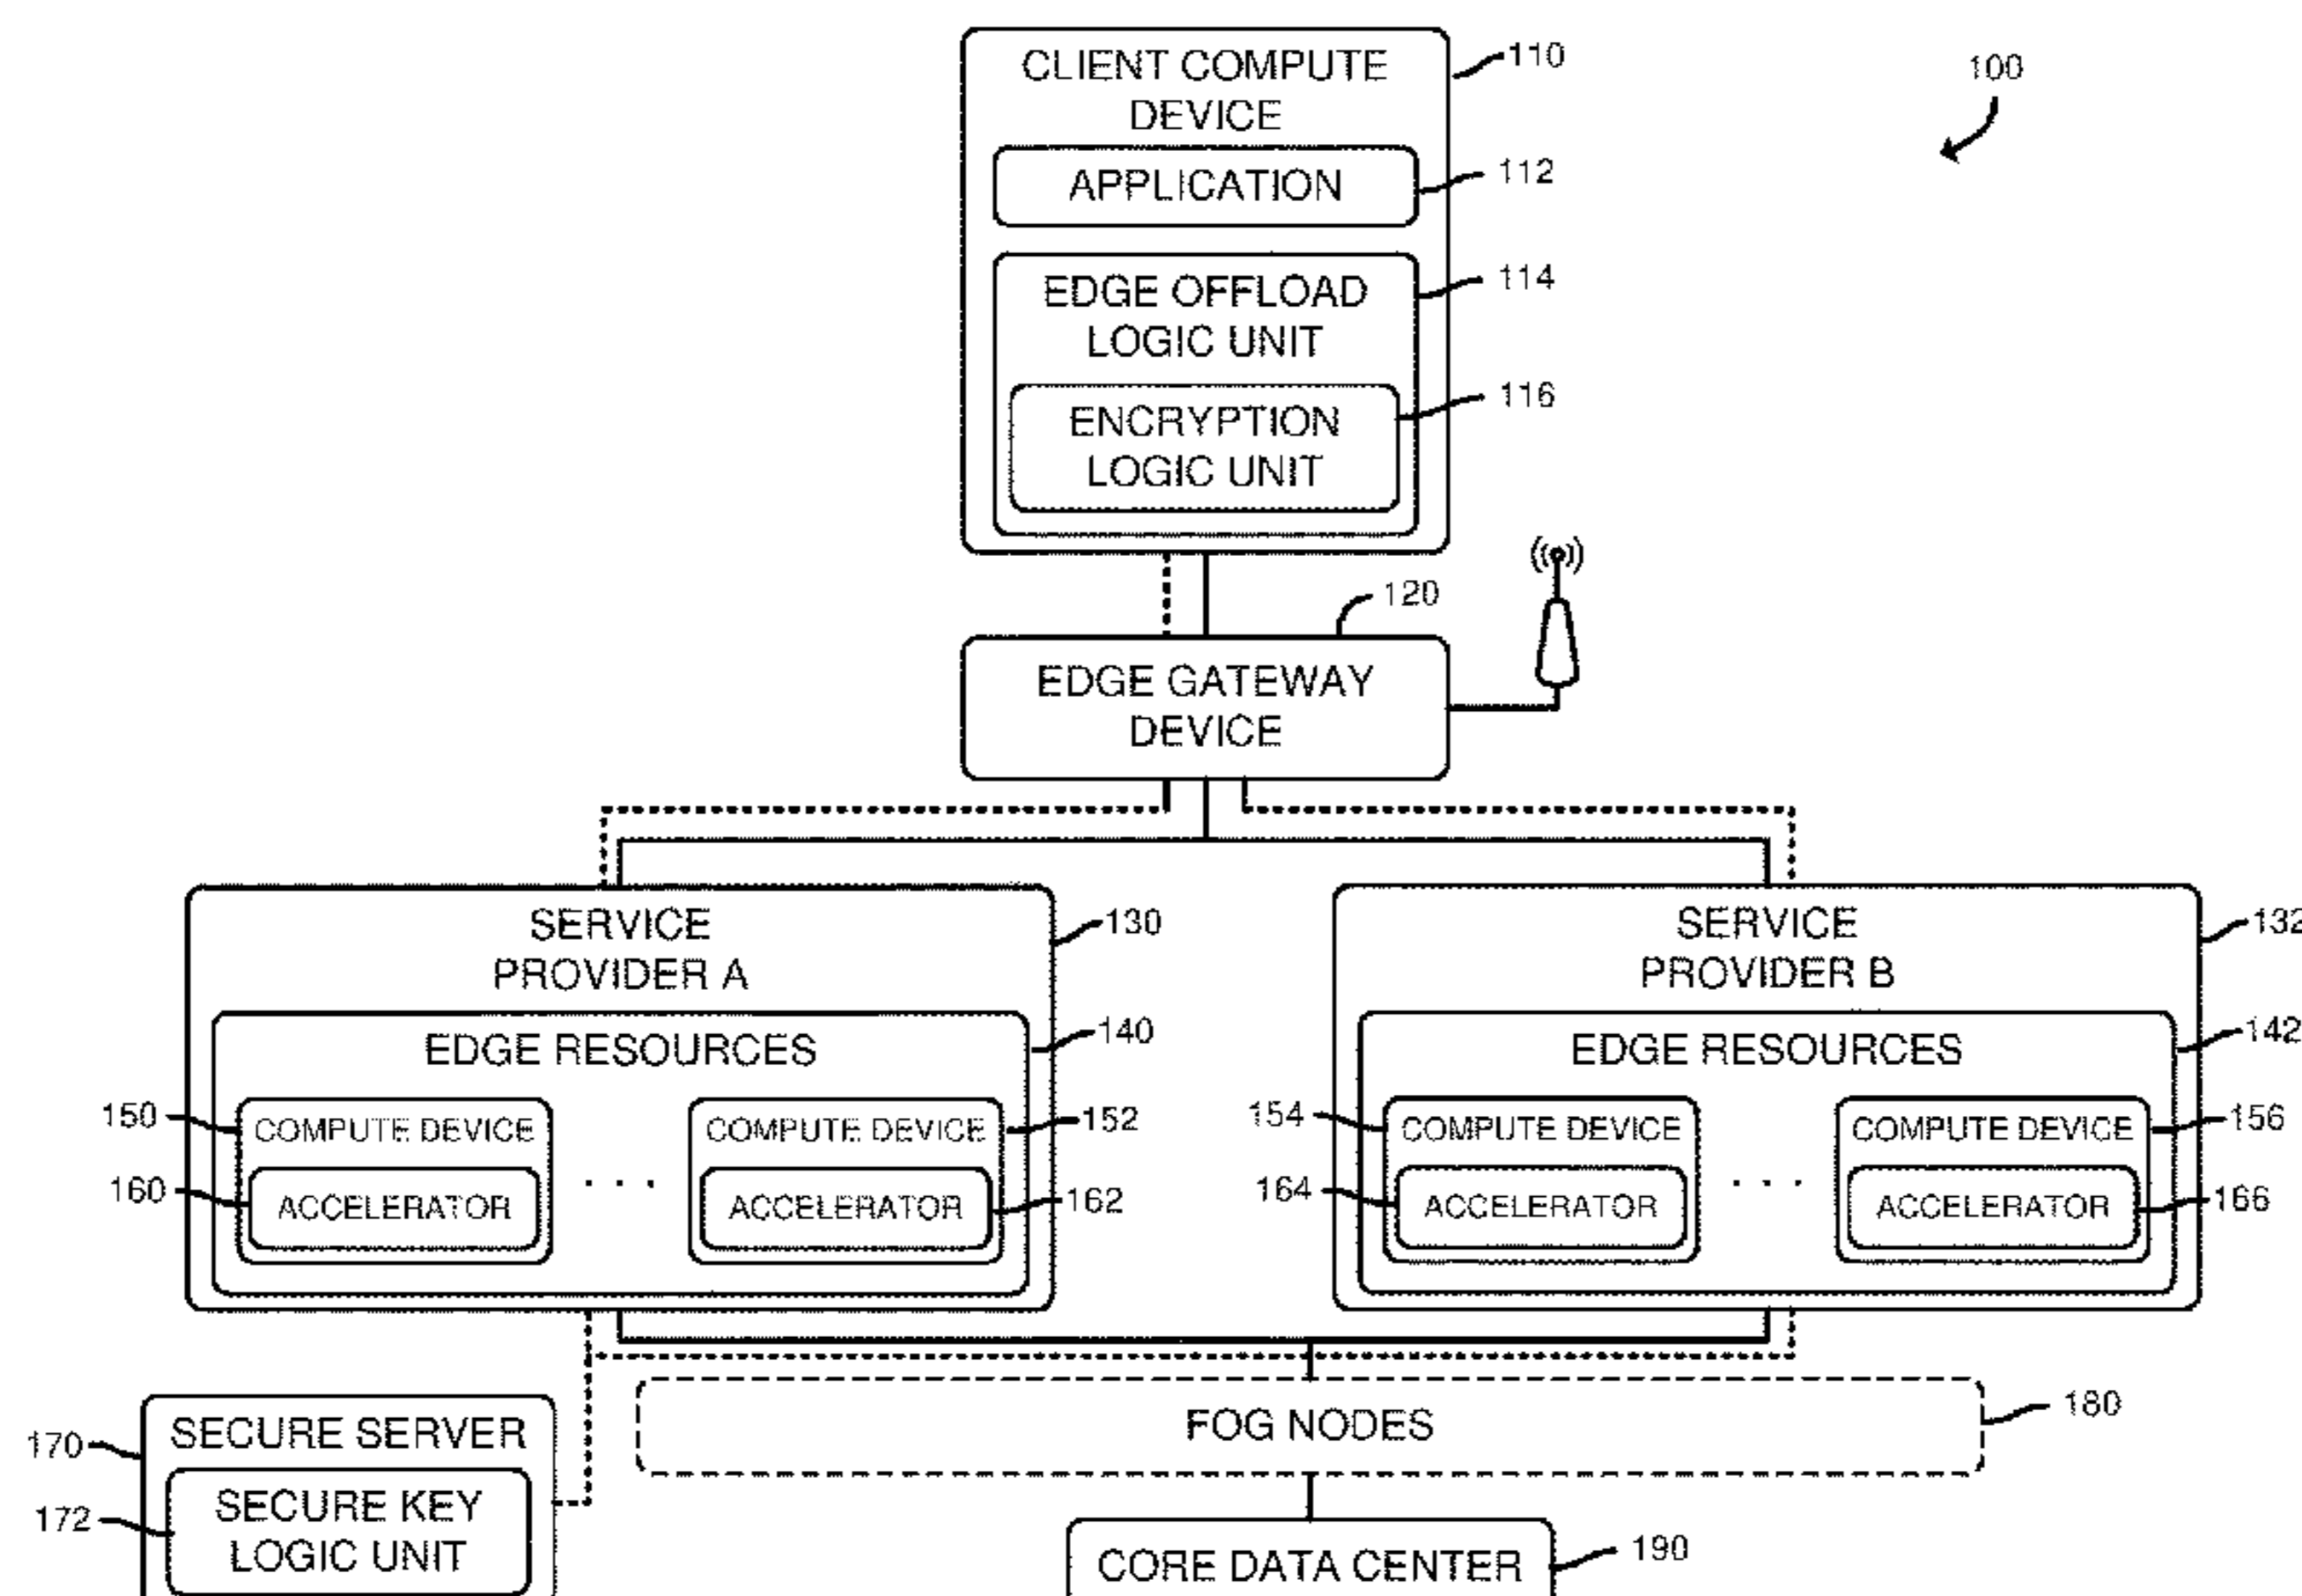 CLIENT COMPUTE
DEVICE
110
100
APPLICATION
112
EDGE OFFLOAD
LOGIC UNIT
114
ENCRYPTION
LOGIC UNIT
116
120
EDGE GATEWAY
DEVICE
SERVICE
PROVIDER A
130
SERVICE
PROVIDER B
132
EDGE RESOURCES
140
EDGE RESOURCES
142
150
COMPUTE DEVICE
COMPUTE DEVICE
152
154
COMPUTE DEVICE
COMPUTE DEVICE
156
160
ACCELERATOR
. . .
ACCELERATOR
162
164
ACCELERATOR
. . .
ACCELERATOR
166
170
SECURE SERVER
172
SECURE KEY
LOGIC UNIT
FOG NODES
180
CORE DATA CENTER
190